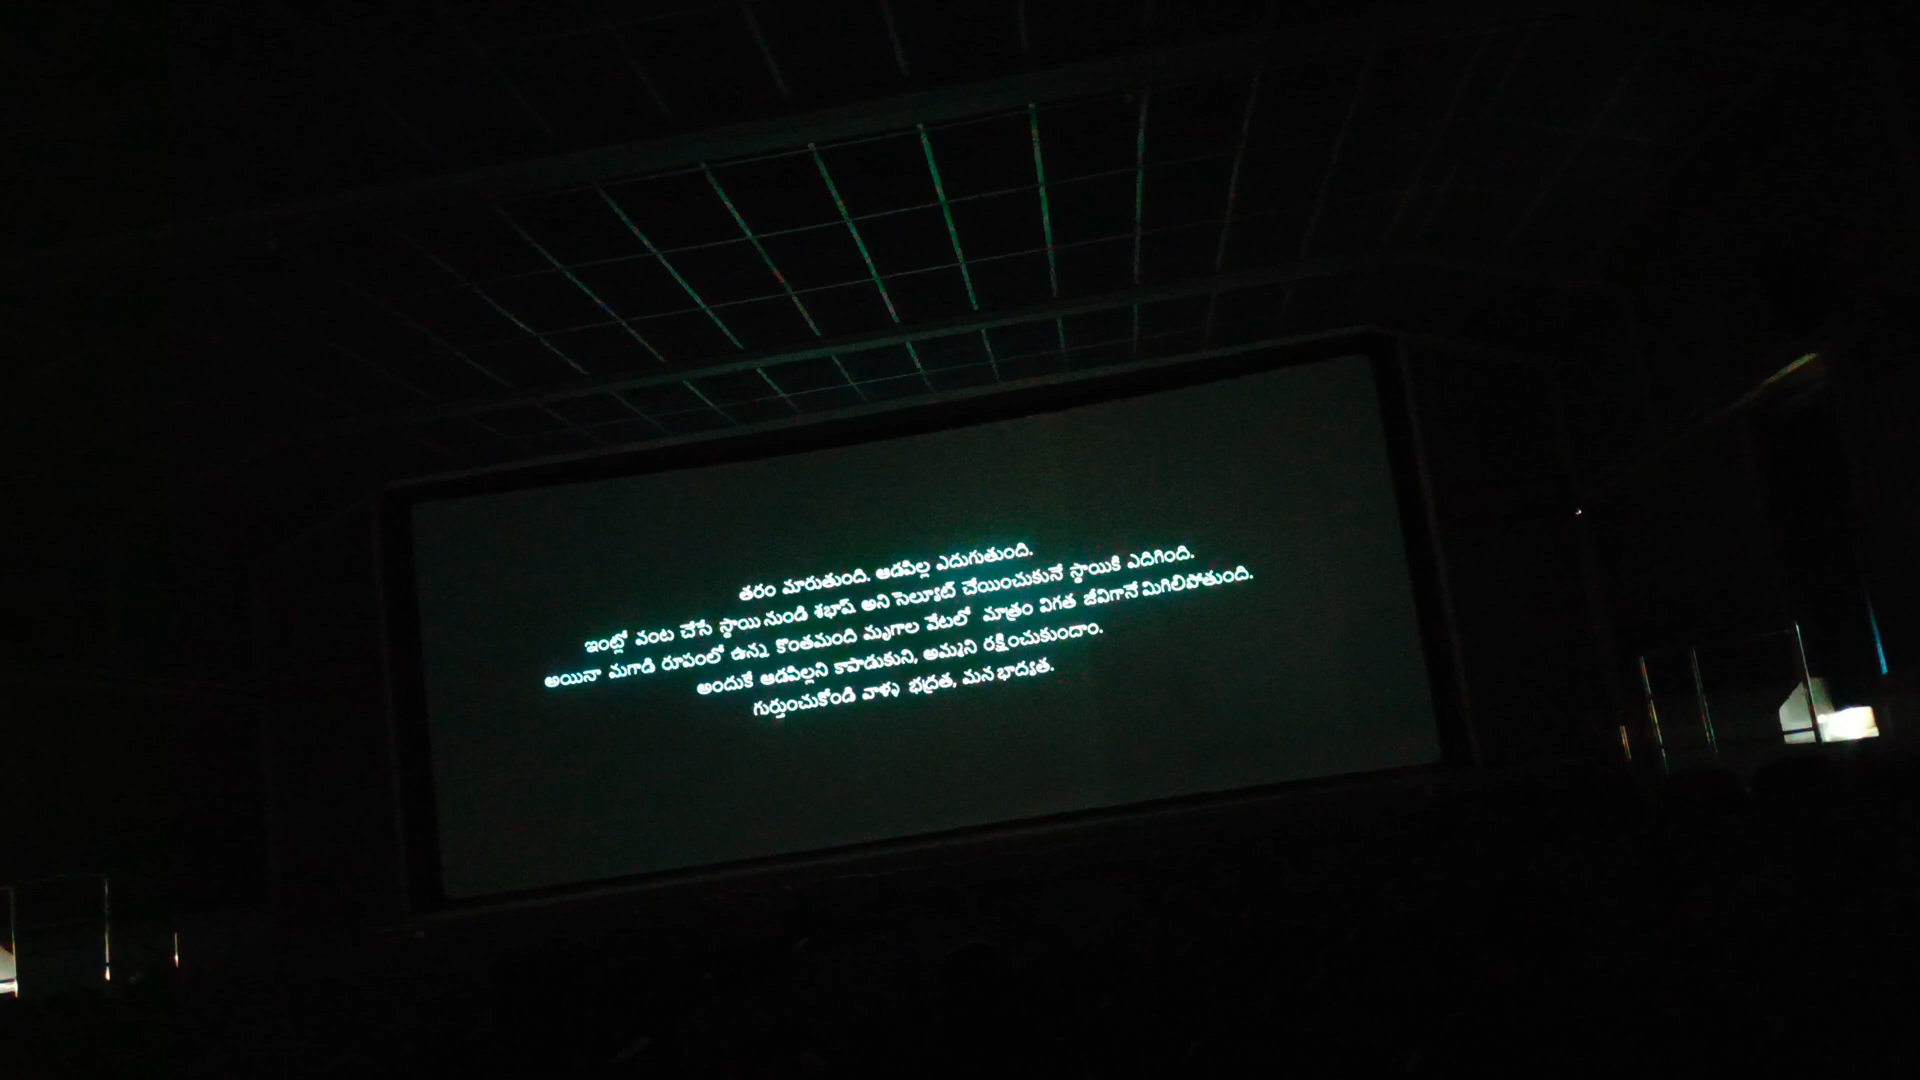 తరం మారుతుంది. ఆడపిల్ల ఎదుగుతుంది.
ఇంట్లో వంట చేసే స్థాయి నుండి శభాష్ అని సెల్యూట్ చేయించుకునే స్థాయికి ఎదిగింది.
అయినా మగాడి రూపంలో ఉన్న కొంతమంది మృగాల వేటలో మాత్రం విగత జీవిగానే మిగిలిపోతుంది.
అందుకే ఆడపిల్లని కాపాడుకుని, అమ్మని రక్షించుకుందాం.
గుర్తుంచుకోండి వాళ్ళ భద్రత, మన భాద్యత.